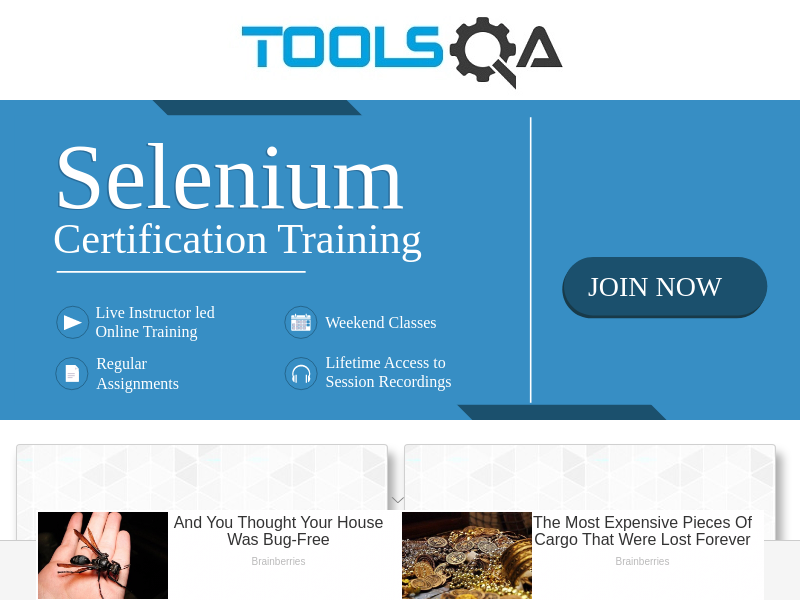 TOOLSQA
Selenium
Certification Training
JOIN NOW
Live Instructor led
Online Training
Weekend Classes
Regular
Assignments
Lifetime Access to
Session Recordings
And You Thought Your House
Was Bug-Free
Brainberries
The Most Expensive Pieces Of
Cargo That Were Lost Forever
Brainberries